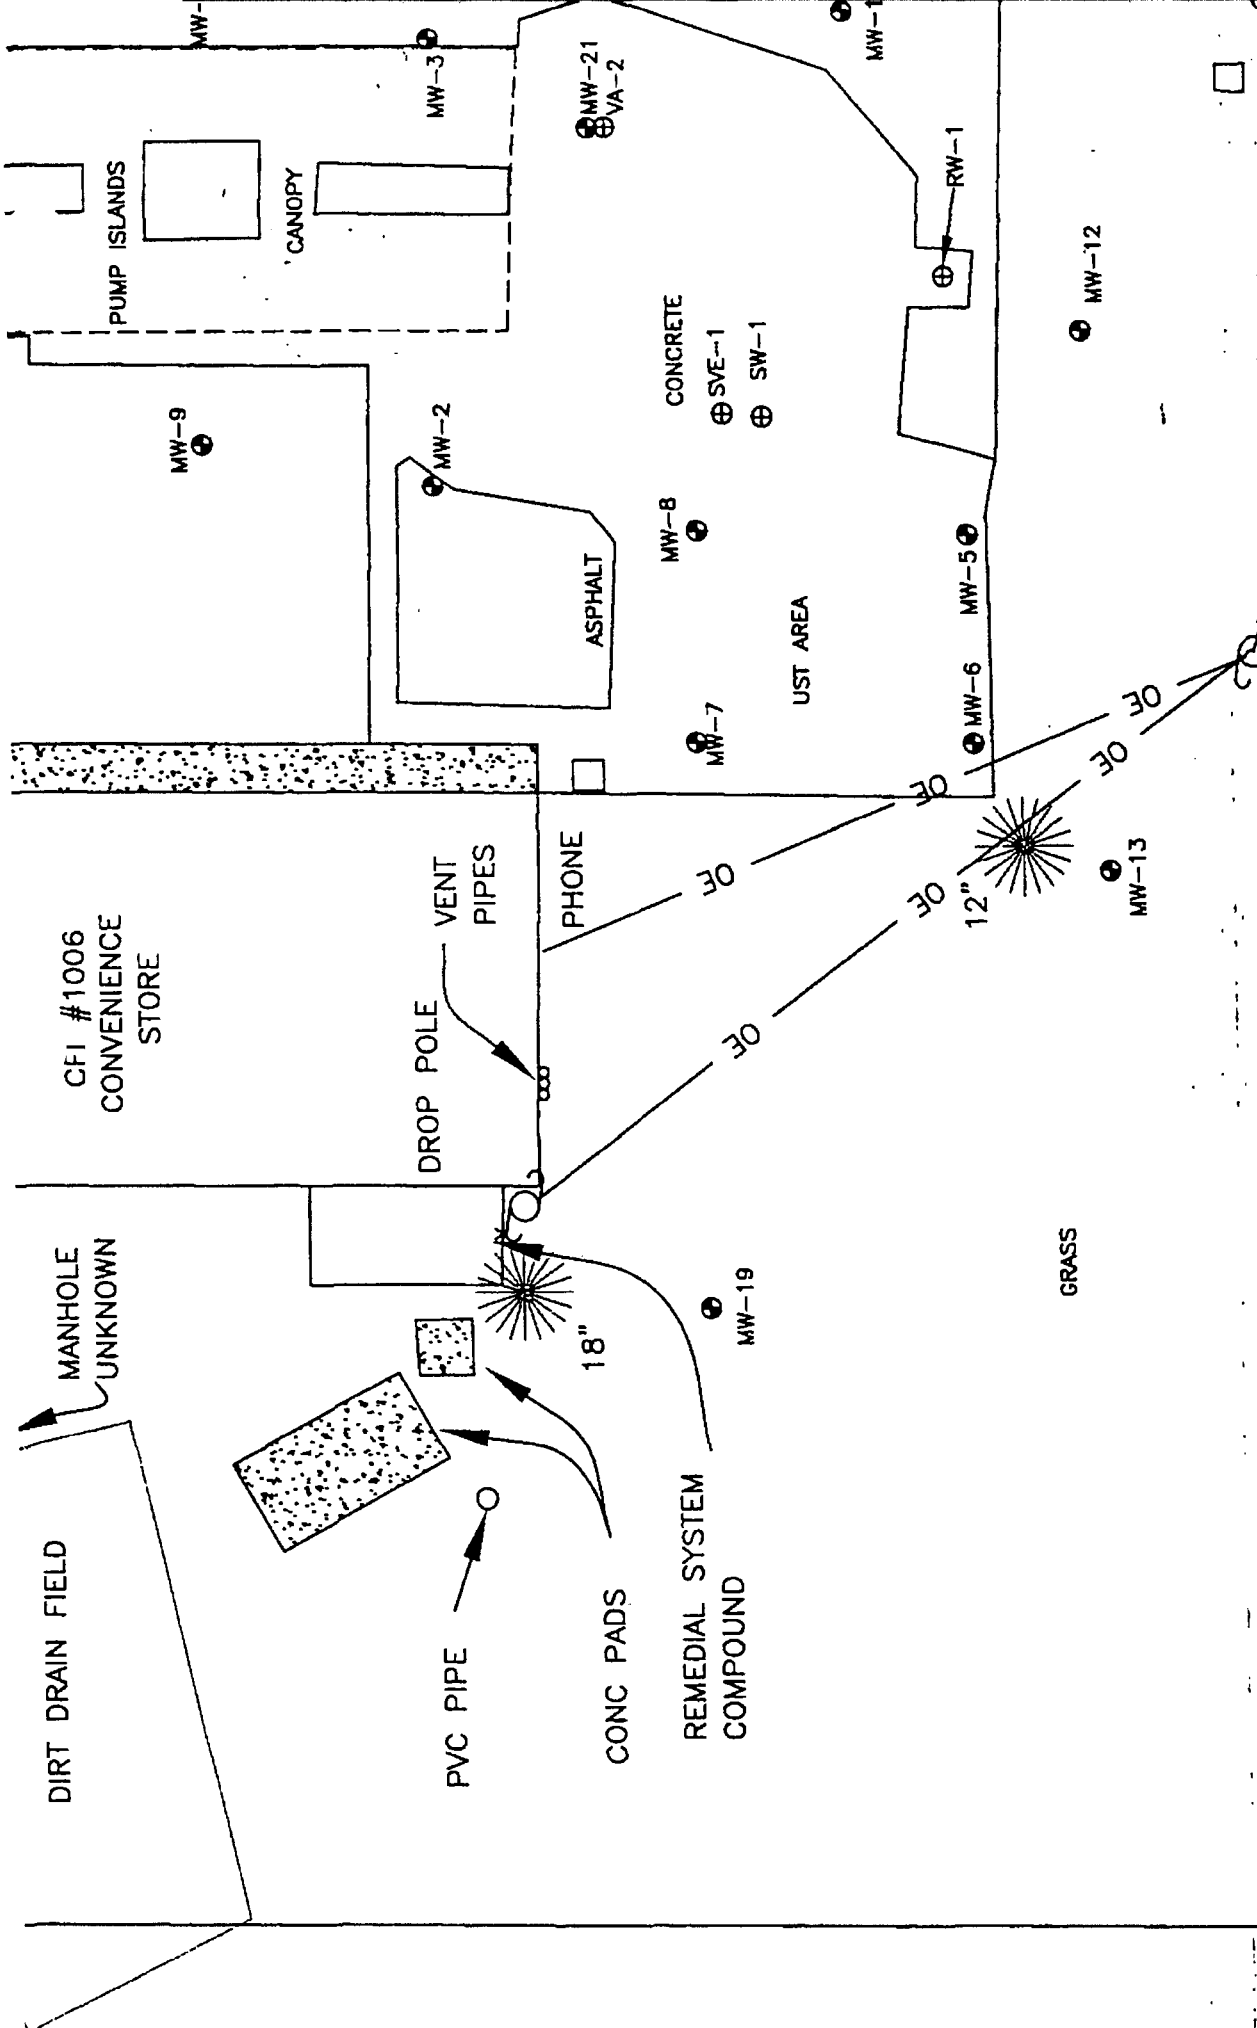 DIRT DRAIN FIELD
MANHOLE
UNKNOWN
CFI #1006
CONVENIENCE
STORE
MW-9
PUMP ISLANDS
CANOPY
MW-
MW-3
MW-21
VA-2
MW-1
RW-1
MW-12
CONCRETE
SVE-1
SW-1
MW-2
MW-8
ASPHALT
UST AREA
MW-5
MW-6
MW-7
PHONE
VENT
PIPES
DROP POLE
OE
OE
OE
OE
OE
OE
12"
MW-13
18"
MW-19
GRASS
PVC PIPE
CONC PADS
REMEDIAL SYSTEM
COMPOUND